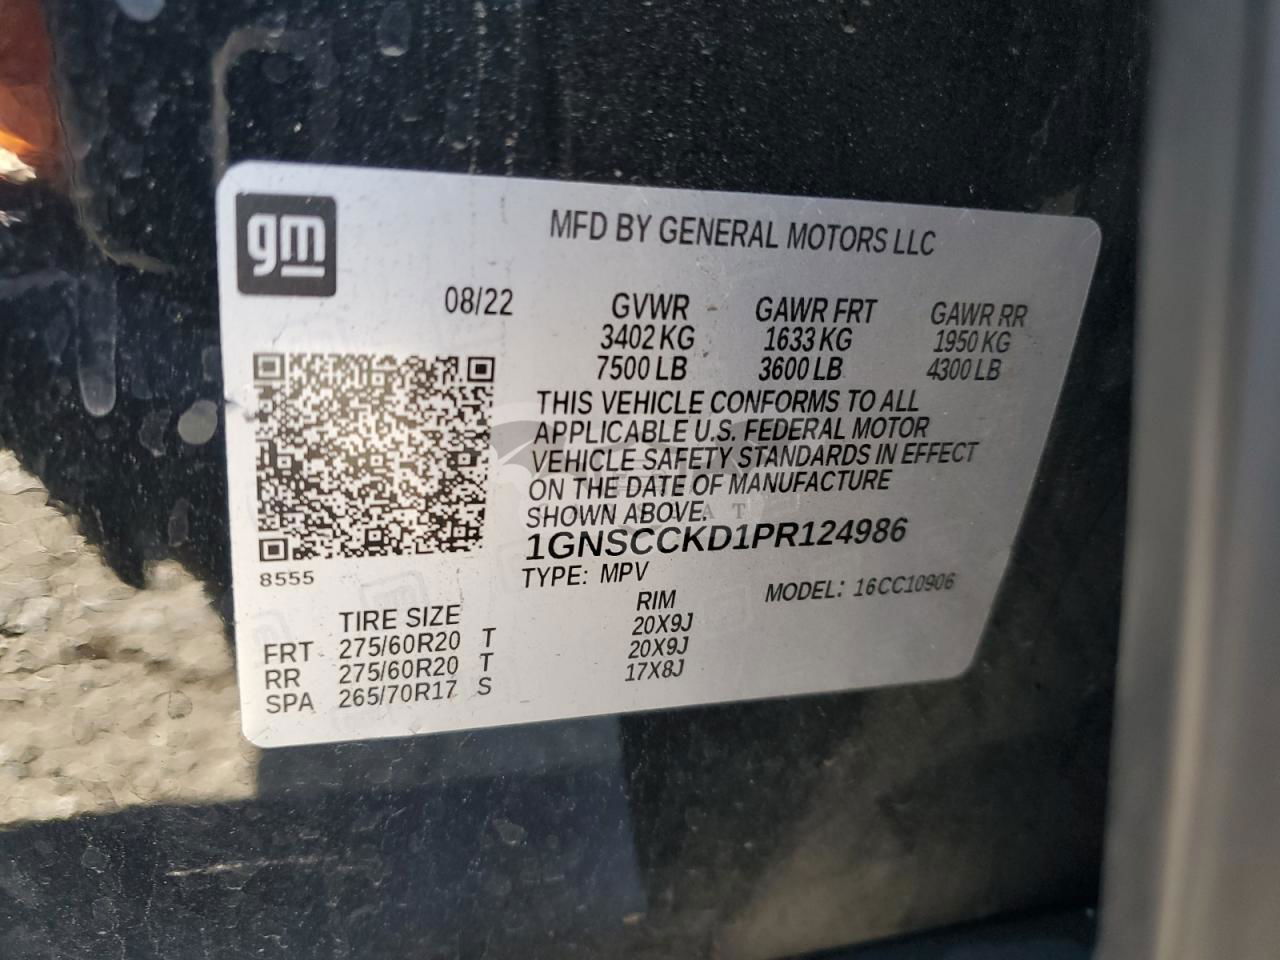 gm
MFD BY GENERAL MOTORS LLC
08/22 GVWR GAWR FRT GAWR RR
3402 KG 1633 KG 1950 KG
7500 LB 3600 LB 4300 LB
THIS VEHICLE CONFORMS TO ALL
APPLICABLE U.S. FEDERAL MOTOR
VEHICLE SAFETY STANDARDS IN EFFECT
ON THE DATE OF MANUFACTURE
SHOWN ABOVE.
1GNSCCKD1PR124986
8555
TYPE: MPV MODEL: 16CC10906
TIRE SIZE RIM
FRT 275/60R20 T 20X9J
RR 275/60R20 T 20X9J
SPA 265/70R17 S 17X8J